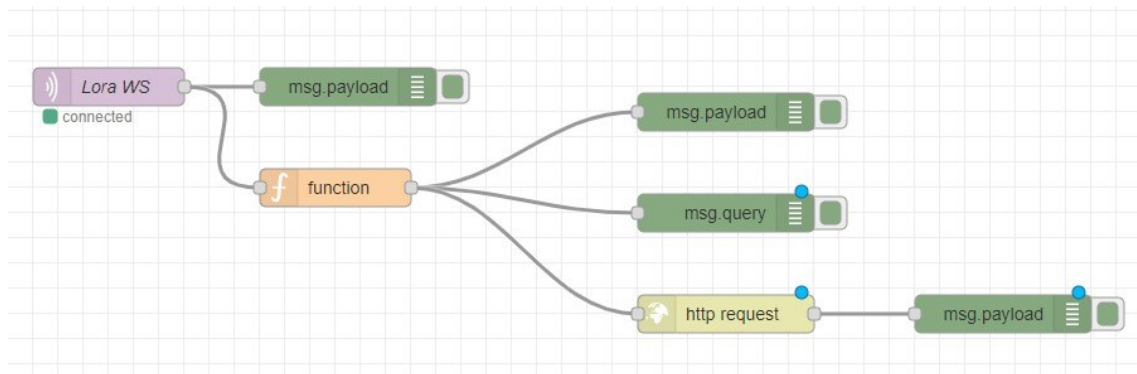 Lora WS
connected
msg.payload
function
msg.payload
msg.query
http request
msg.payload